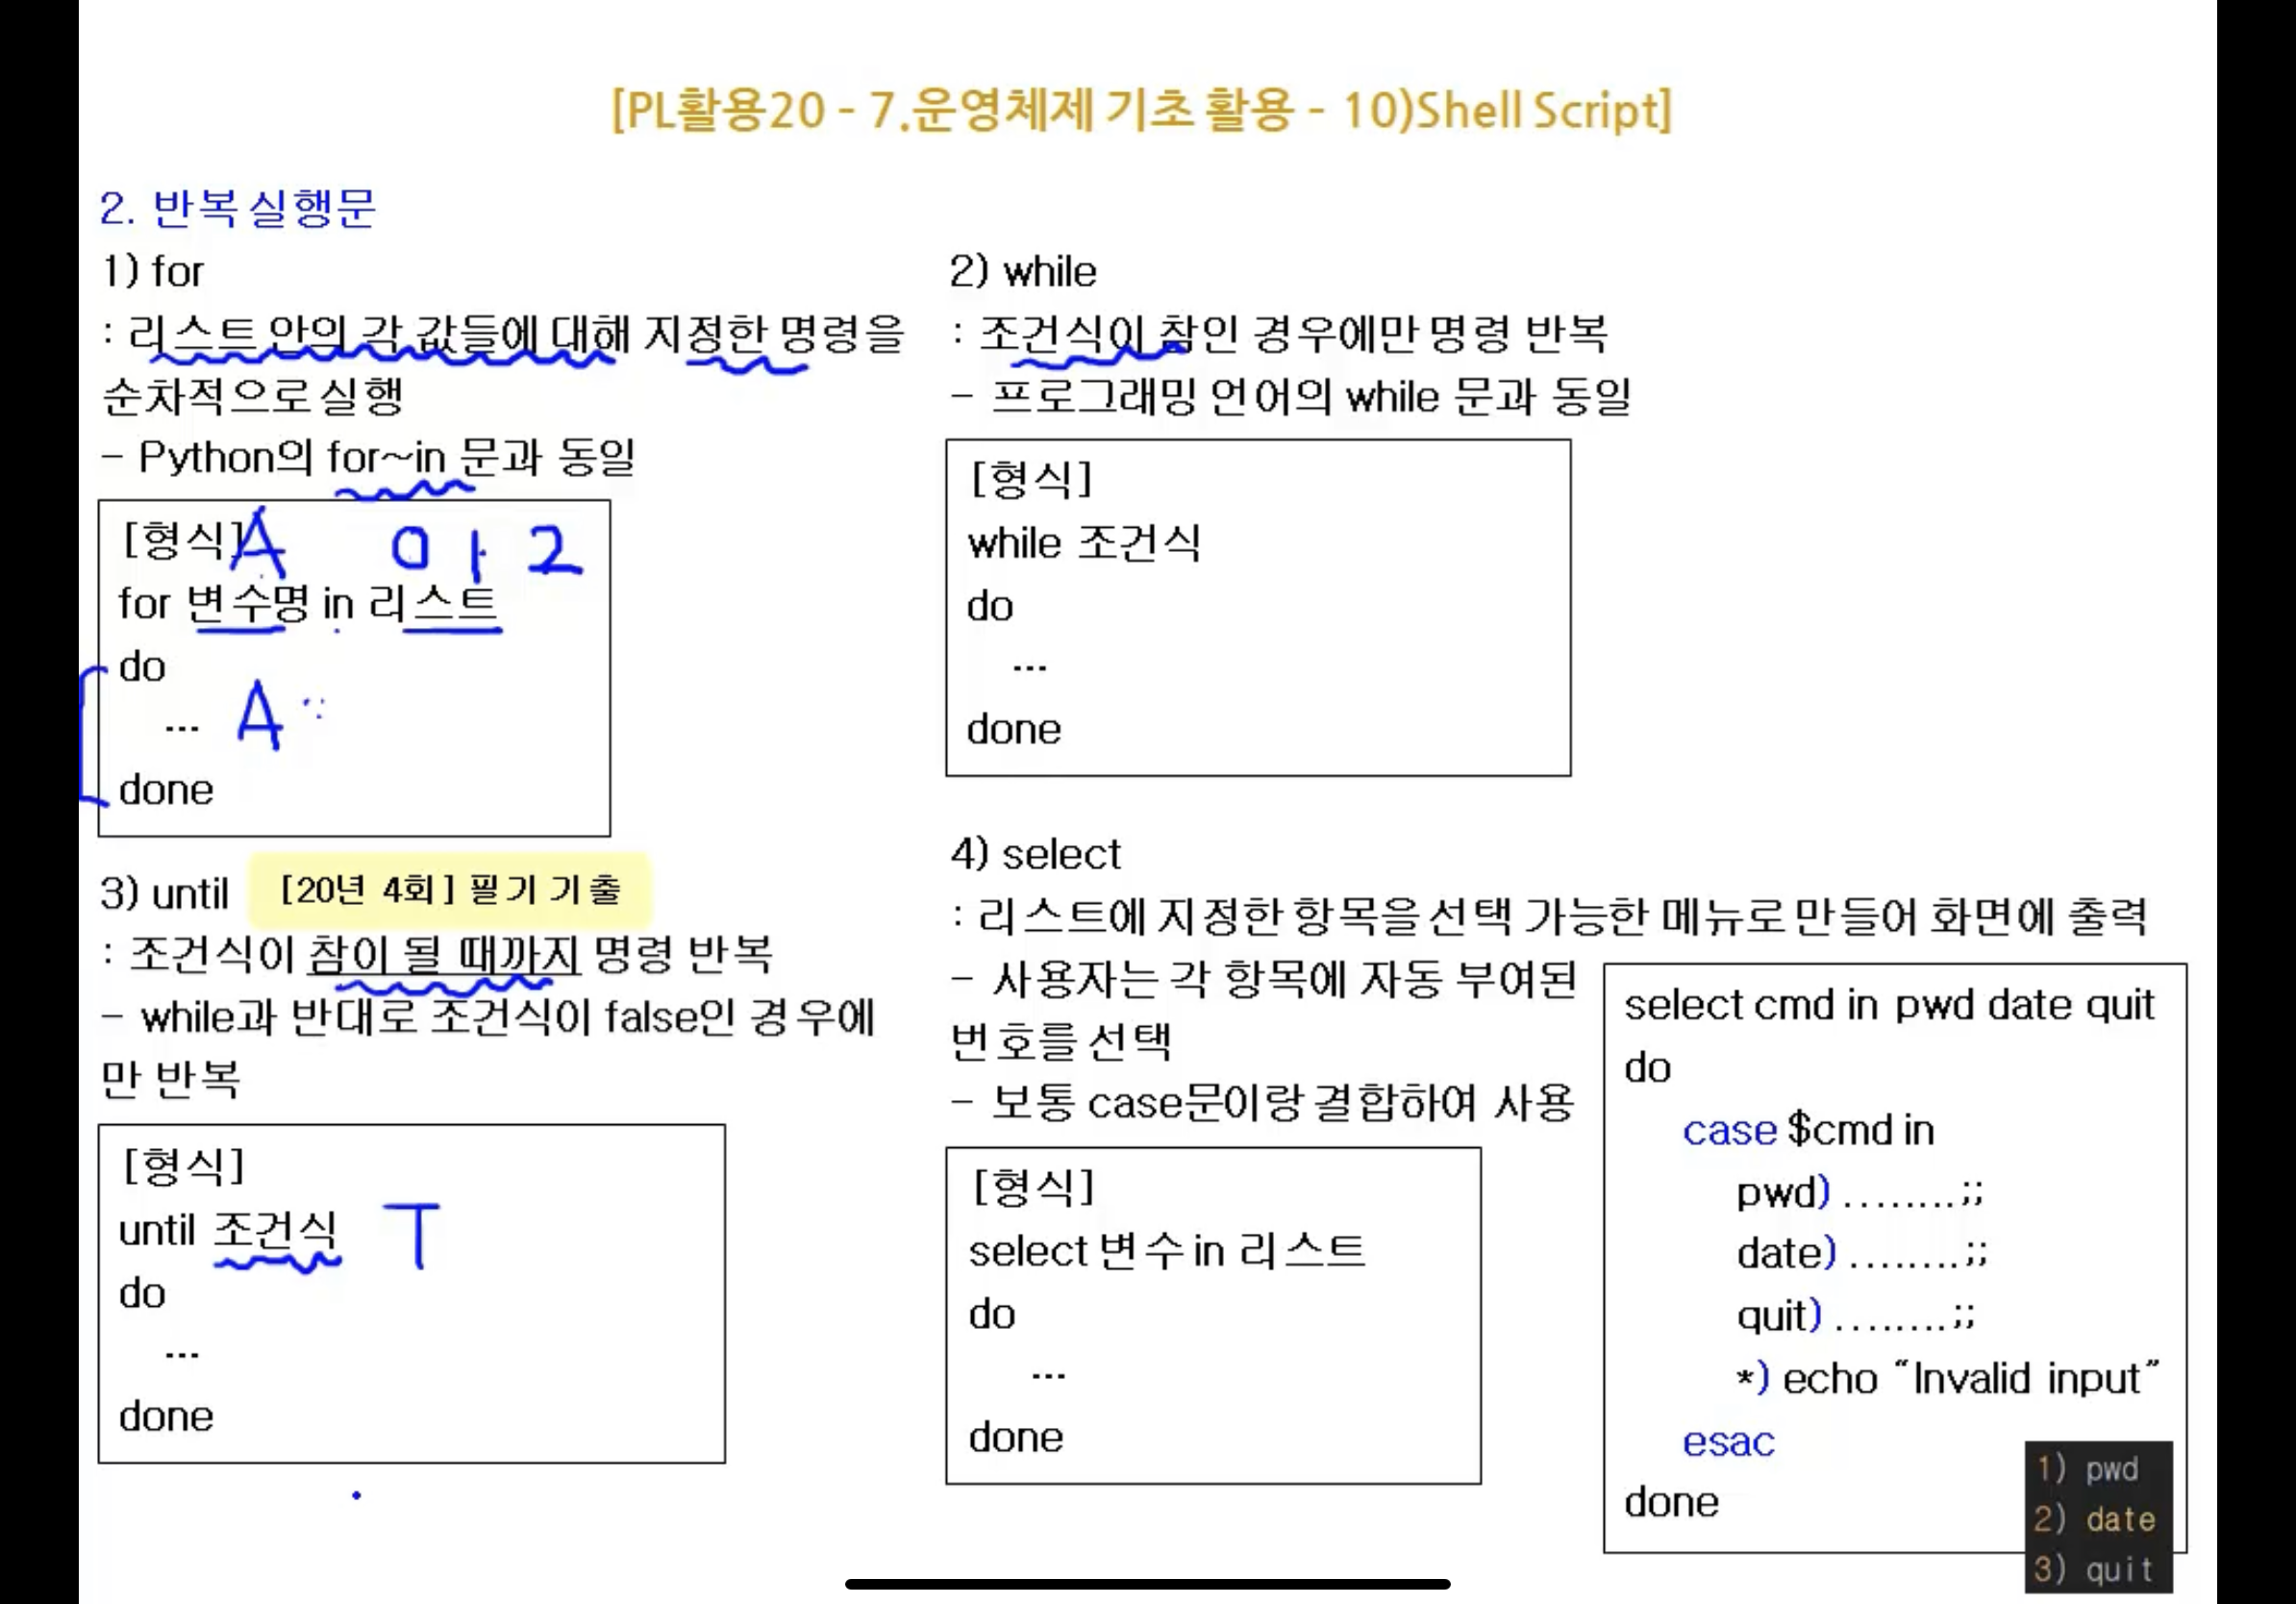 [PL활용20 - 7.운영체제 기초 활용 - 10)Shell Script]
2. 반복실행문
1) for
: 리스트 안의 각 값들에 대해 지정한 명령을
순차적으로 실행
- Python의 for~in 문과 동일
[형식] A 0 1 2
for 변수명 in 리스트
do
... A
done
2) while
: 조건식이 참인 경우에만 명령 반복
- 프로그래밍 언어의 while 문과 동일
[형식]
while 조건식
do
...
done
3) until [20년 4회] 필기 기출
: 조건식이 참이 될 때까지 명령 반복
- while과 반대로 조건식이 false인 경우에
만 반복
[형식]
until 조건식 T
do
...
done
4) select
: 리스트에 지정한 항목을 선택 가능한 메뉴로 만들어 화면에 출력
- 사용자는 각 항목에 자동 부여된
번호를 선택
- 보통 case문이랑 결합하여 사용
[형식]
select 변수 in 리스트
do
...
done
select cmd in pwd date quit
do
case $cmd in
pwd) ........;;
date) ........;;
quit) ........;;
*) echo “Invalid input”
esac
done
1) pwd
2) date
3) quit